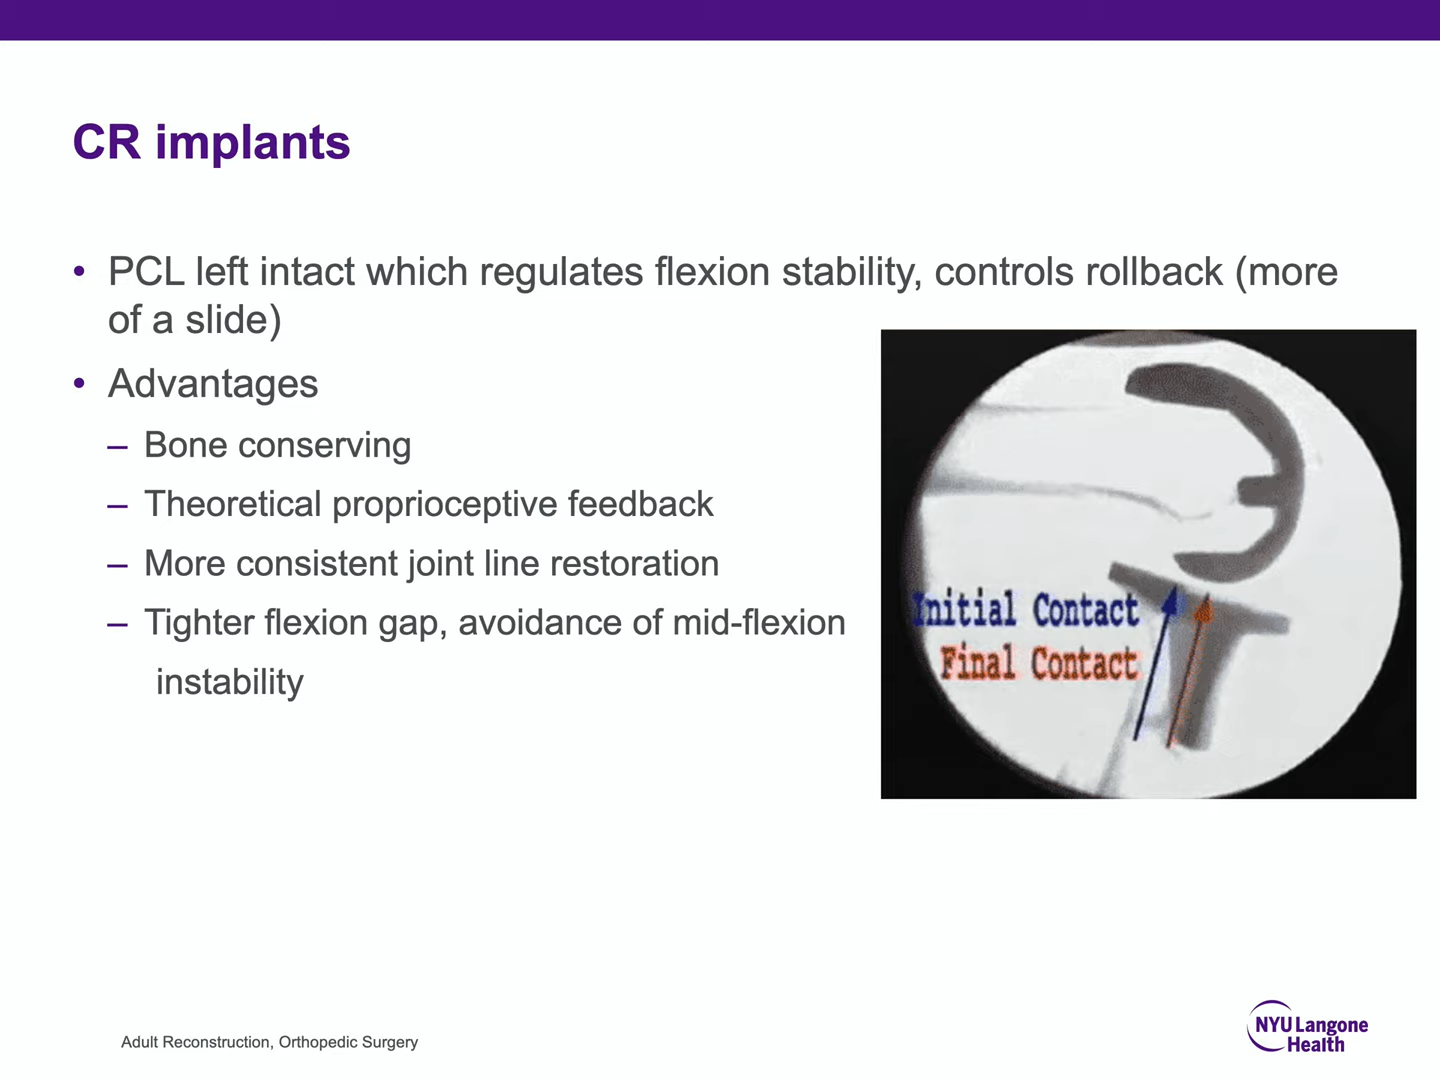 CR implants
• PCL left intact which regulates flexion stability, controls rollback (more
of a slide)
• Advantages
– Bone conserving
– Theoretical proprioceptive feedback
– More consistent joint line restoration
– Tighter flexion gap, avoidance of mid-flexion
instability
Initial Contact
Final Contact
Adult Reconstruction, Orthopedic Surgery
NYU Langone
Health